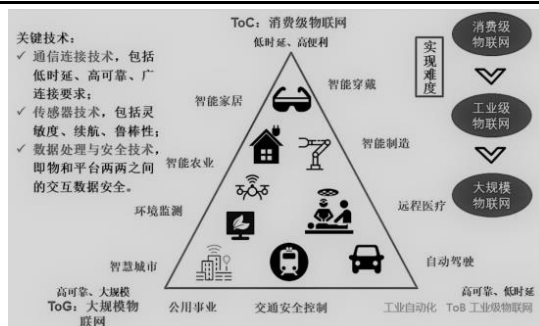 ToC：消费级物联网
低时延、高便利
关键技术：
✓ 通信连接技术，包括
低时延、高可靠、广
连接要求；
✓ 传感器技术，包括灵
敏度、续航、鲁棒性；
✓ 数据处理与安全技术，
即物和平台两两之间
的交互数据安全。
实现难度
消费级
物联网
工业级
物联网
大规模
物联网
智能家居
智能穿戴
智能农业
智能制造
环境监测
远程医疗
智慧城市
自动驾驶
高可靠、大规模
ToG：大规模物
联网
公用事业
交通安全控制
工业自动化
高可靠、低时延
ToB 工业级物联网